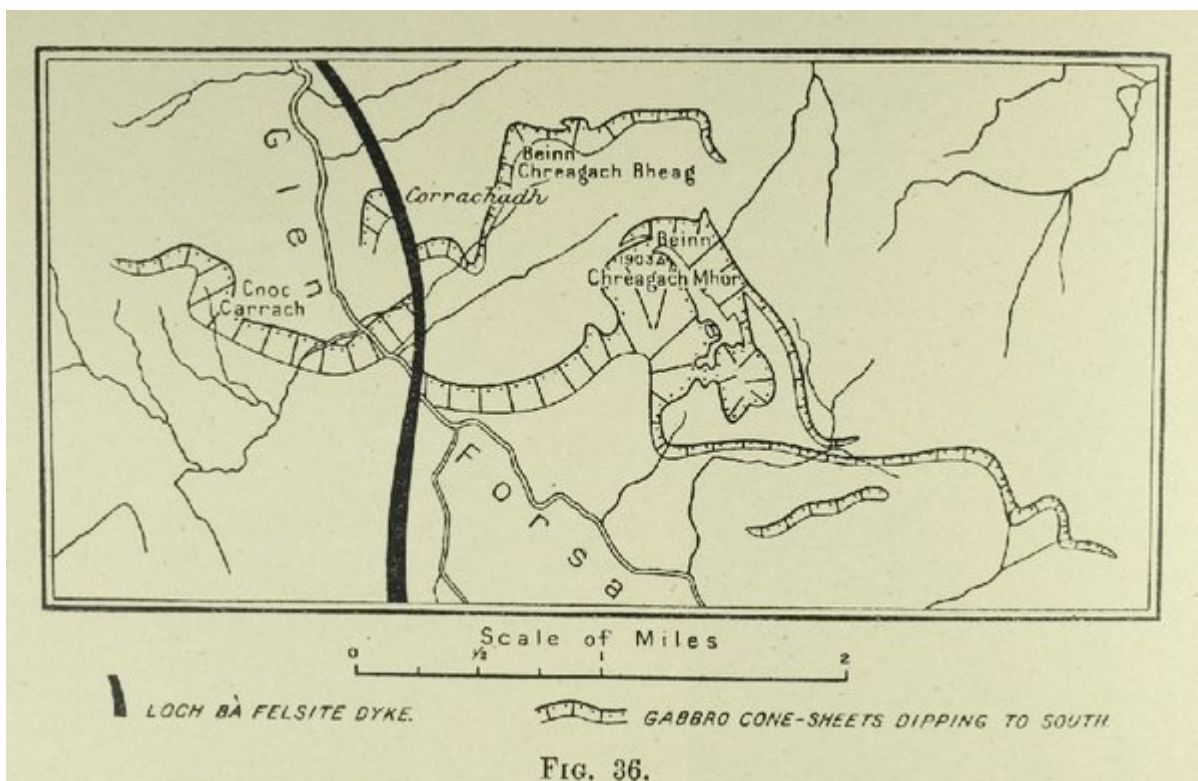 Glen
Beinn
Chreagach Bheag
Corrachadh
Beinn
1903
Chreagach Mhor
Cnoc
Carrach
Forsa
Scale of Miles
0 ½ 1 2
LOCH BÀ FELSITE DYKE.
GABBRO CONE-SHEETS DIPPING TO SOUTH.
FIG. 36.